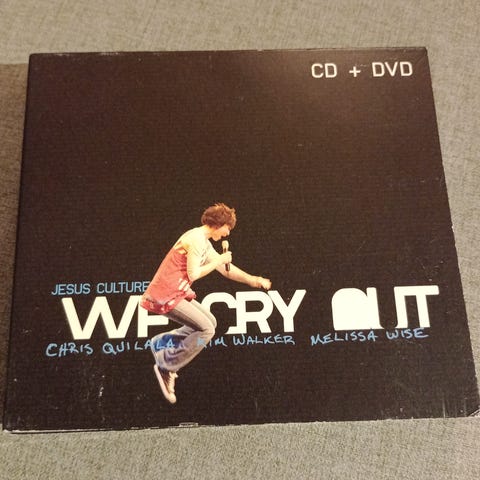 CD + DVD
JESUS CULTURE
WE CRY OUT
CHRIS QUILALA KIM WALKER MELISSA WISE